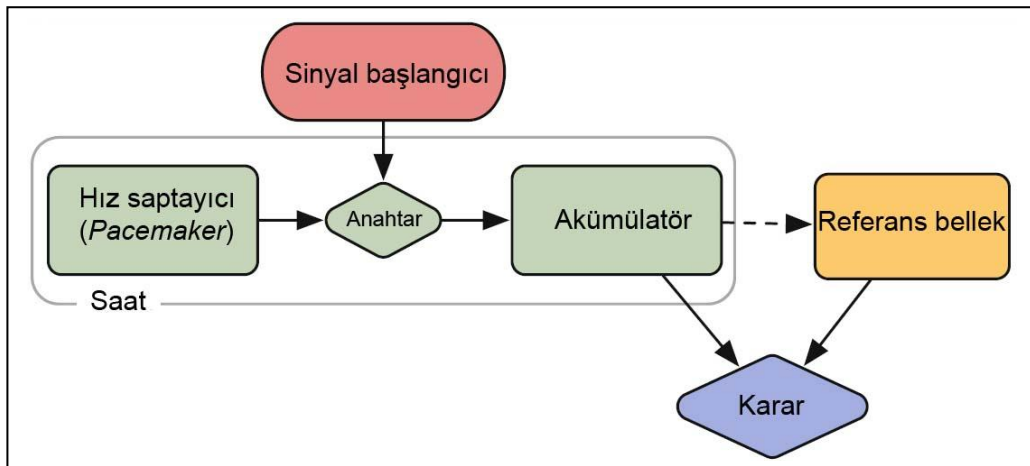 Sinyal başlangıcı
Hız saptayıcı
(Pacemaker)
Anahtar
Akümülatör
Referans bellek
Saat
Karar